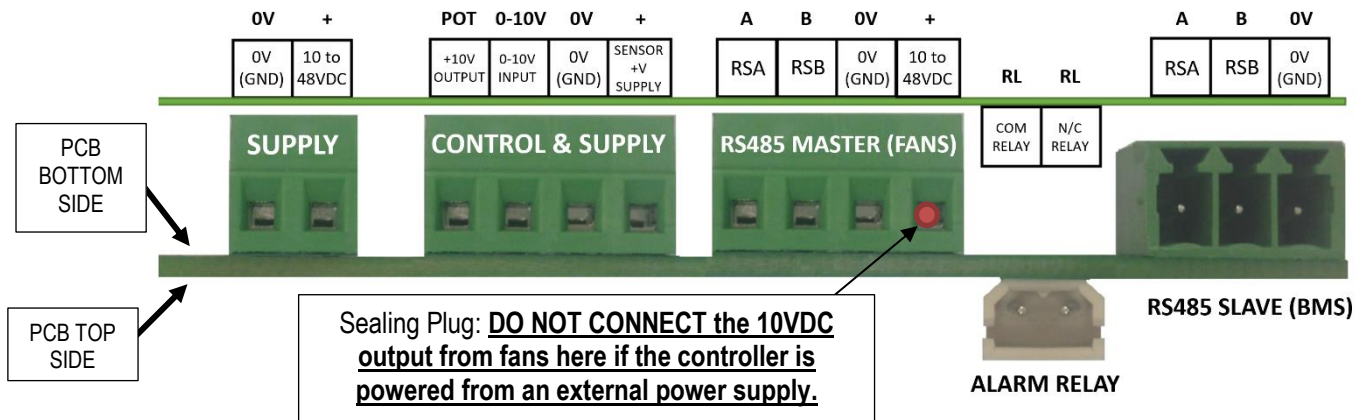 0V +
POT 0-10V 0V +
A B 0V +
A B 0V
0V (GND)
10 to 48VDC
+10V OUTPUT
0-10V INPUT
0V (GND)
SENSOR +V SUPPLY
RSA
RSB
0V (GND)
10 to 48VDC
RL RL
RSA
RSB
0V (GND)
COM RELAY
N/C RELAY
PCB
BOTTOM
SIDE
SUPPLY
CONTROL & SUPPLY
RS485 MASTER (FANS)
PCB TOP
SIDE
Sealing Plug: DO NOT CONNECT the 10VDC
output from fans here if the controller is
powered from an external power supply.
RS485 SLAVE (BMS)
ALARM RELAY